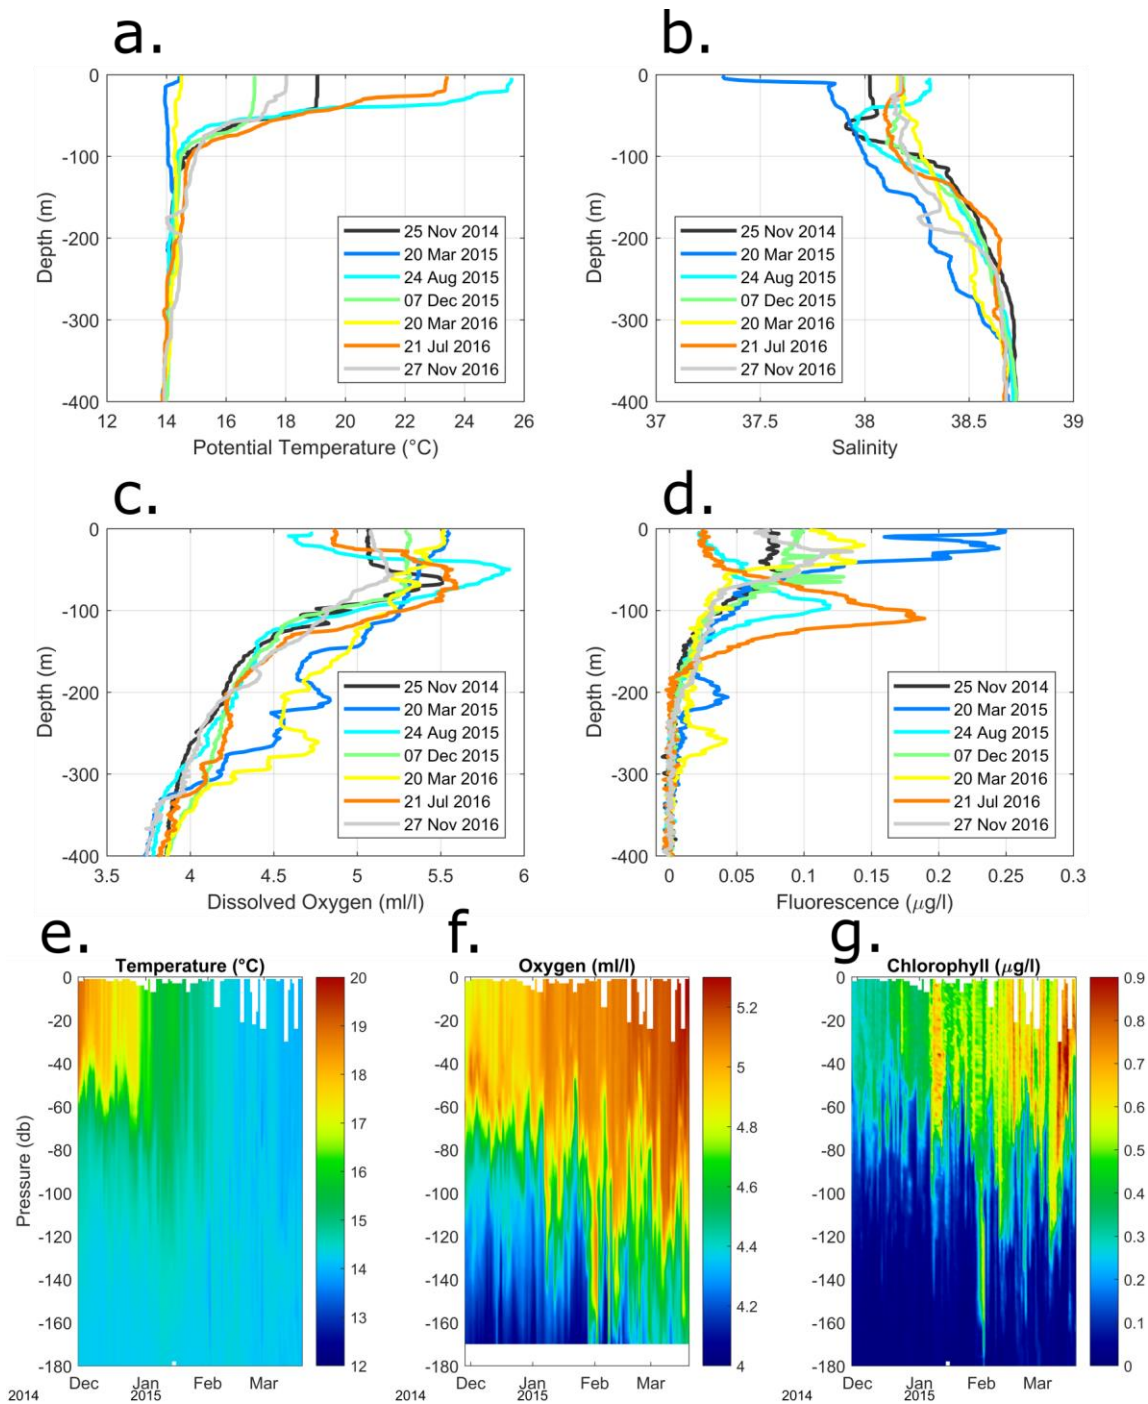 a.
0
-100
-200
-300
-400
Depth (m)
12 14 16 18 20 22 24 26
Potential Temperature (°C)
25 Nov 2014
20 Mar 2015
24 Aug 2015
07 Dec 2015
20 Mar 2016
21 Jul 2016
27 Nov 2016
b.
0
-100
-200
-300
-400
Depth (m)
37 37.5 38 38.5 39
Salinity
25 Nov 2014
20 Mar 2015
24 Aug 2015
07 Dec 2015
20 Mar 2016
21 Jul 2016
27 Nov 2016
c.
0
-100
-200
-300
-400
Depth (m)
3.5 4 4.5 5 5.5 6
Dissolved Oxygen (ml/l)
25 Nov 2014
20 Mar 2015
24 Aug 2015
07 Dec 2015
20 Mar 2016
21 Jul 2016
27 Nov 2016
d.
0
-100
-200
-300
-400
Depth (m)
0 0.05 0.1 0.15 0.2 0.25 0.3
Fluorescence (μg/l)
25 Nov 2014
20 Mar 2015
24 Aug 2015
07 Dec 2015
20 Mar 2016
21 Jul 2016
27 Nov 2016
e.
Temperature (°C)
0
-20
-40
-60
-80
-100
-120
-140
-160
-180
Pressure (db)
Dec Jan Feb Mar
2014 2015
20
19
18
17
16
15
14
13
12
f.
Oxygen (ml/l)
0
-20
-40
-60
-80
-100
-120
-140
-160
-180
Dec Jan Feb Mar
2014 2015
5.2
5
4.8
4.6
4.4
4.2
4
g.
Chlorophyll (μg/l)
0
-20
-40
-60
-80
-100
-120
-140
-160
-180
Dec Jan Feb Mar
2014 2015
0.9
0.8
0.7
0.6
0.5
0.4
0.3
0.2
0.1
0